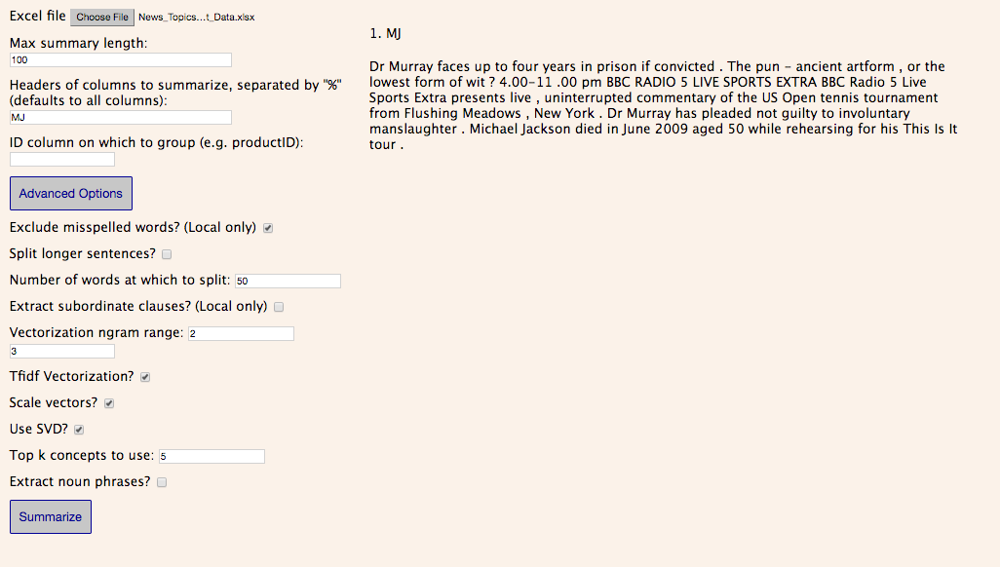 Excel file Choose File News_Topics...t_Data.xlsx
Max summary length:
100
Headers of columns to summarize, separated by "%"
(defaults to all columns):
MJ
ID column on which to group (e.g. productID):
Advanced Options
Exclude misspelled words? (Local only)
Split longer sentences?
Number of words at which to split: 50
Extract subordinate clauses? (Local only)
Vectorization ngram range: 2
3
Tfidf Vectorization?
Scale vectors?
Use SVD?
Top k concepts to use: 5
Extract noun phrases?
Summarize
1. MJ
Dr Murray faces up to four years in prison if convicted . The pun - ancient artform , or the
lowest form of wit ? 4.00-11 .00 pm BBC RADIO 5 LIVE SPORTS EXTRA BBC Radio 5 Live
Sports Extra presents live , uninterrupted commentary of the US Open tennis tournament
from Flushing Meadows , New York . Dr Murray has pleaded not guilty to involuntary
manslaughter . Michael Jackson died in June 2009 aged 50 while rehearsing for his This Is It
tour .